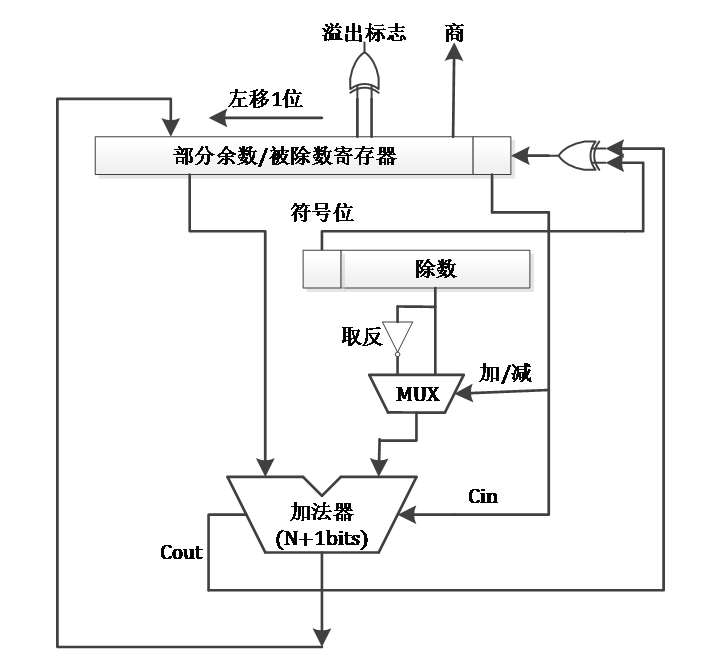 溢出标志
商
左移1位
部分余数/被除数寄存器
符号位
除数
取反
MUX
加/减
Cin
加法器
(N+1bits)
Cout